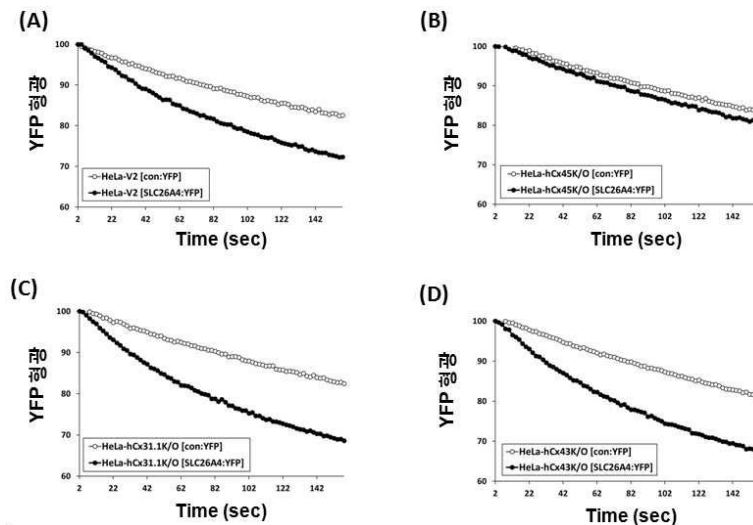 (A)
YFP 형광
100
90
80
70
60
HeLa-V2 [con:YFP]
HeLa-V2 [SLC26A4:YFP]
2 22 42 62 82 102 122 142
Time (sec)
(B)
YFP 형광
100
90
80
70
60
HeLa-hCx45K/O [con:YFP]
HeLa-hCx45K/O [SLC26A4:YFP]
2 22 42 62 82 102 122 142
Time (sec)
(C)
YFP 형광
100
90
80
70
60
HeLa-hCx31.1K/O [con:YFP]
HeLa-hCx31.1K/O [SLC26A4:YFP]
2 22 42 62 82 102 122 142
Time (sec)
(D)
YFP 형광
100
90
80
70
60
HeLa-hCx43K/O [con:YFP]
HeLa-hCx43K/O [SLC26A4:YFP]
2 22 42 62 82 102 122 142
Time (sec)